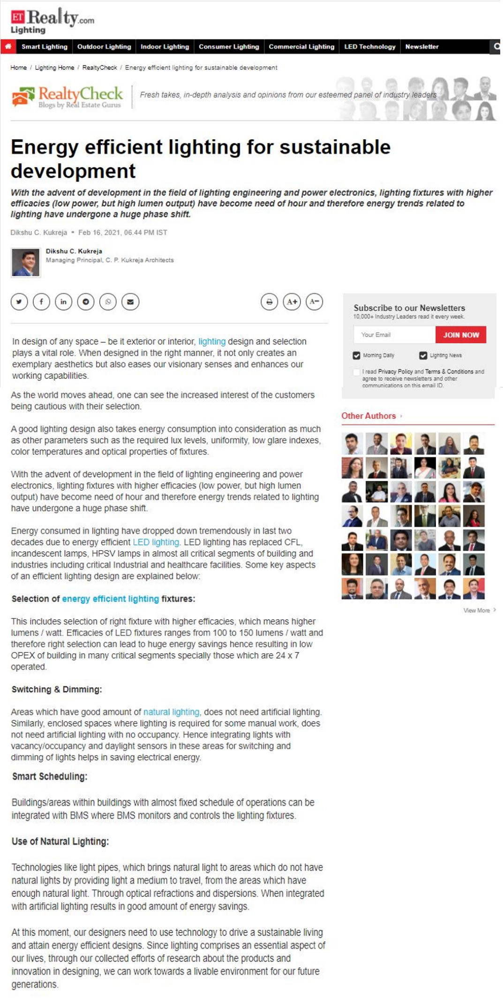 ET Realty.com
Lighting
Smart Lighting Outdoor Lighting Indoor Lighting Consumer Lighting Commercial Lighting LED Technology Newsletter
Home / Lighting Home / RealtyCheck / Energy efficient lighting for sustainable development
RealtyCheck
Blogs by Real Estate Gurus
Fresh takes, in-depth analysis and opinions from our esteemed panel of industry leaders
Energy efficient lighting for sustainable
development
With the advent of development in the field of lighting engineering and power electronics, lighting fixtures with higher
efficacies (low power, but high lumen output) have become need of hour and therefore energy trends related to
lighting have undergone a huge phase shift.
Dikshu C. Kukreja ▪ Feb 16, 2021, 06.44 PM IST
Dikshu C. Kukreja
Managing Principal, C. P. Kukreja Architects
f in A+ A−
In design of any space – be it exterior or interior, lighting design and selection
plays a vital role. When designed in the right manner, it not only creates an
exemplary aesthetics but also eases our visionary senses and enhances our
working capabilities.
As the world moves ahead, one can see the increased interest of the customers
being cautious with their selection.
A good lighting design also takes energy consumption into consideration as much
as other parameters such as the required lux levels, uniformity, low glare indexes,
color temperatures and optical properties of fixtures.
With the advent of development in the field of lighting engineering and power
electronics, lighting fixtures with higher efficacies (low power, but high lumen
output) have become need of hour and therefore energy trends related to lighting
have undergone a huge phase shift.
Energy consumed in lighting have dropped down tremendously in last two
decades due to energy efficient LED lighting. LED lighting has replaced CFL,
incandescent lamps, HPSV lamps in almost all critical segments of building and
industries including critical Industrial and healthcare facilities. Some key aspects
of an efficient lighting design are explained below:
Selection of energy efficient lighting fixtures:
This includes selection of right fixture with higher efficacies, which means higher
lumens / watt. Efficacies of LED fixtures ranges from 100 to 150 lumens / watt and
therefore right selection can lead to huge energy savings hence resulting in low
OPEX of building in many critical segments specially those which are 24 x 7
operated.
Switching & Dimming:
Areas which have good amount of natural lighting, does not need artificial lighting.
Similarly, enclosed spaces where lighting is required for some manual work, does
not need artificial lighting with no occupancy. Hence integrating lights with
vacancy/occupancy and daylight sensors in these areas for switching and
dimming of lights helps in saving electrical energy.
Smart Scheduling:
Buildings/areas within buildings with almost fixed schedule of operations can be
integrated with BMS where BMS monitors and controls the lighting fixtures.
Use of Natural Lighting:
Technologies like light pipes, which brings natural light to areas which do not have
natural lights by providing light a medium to travel, from the areas which have
enough natural light. Through optical refractions and dispersions. When integrated
with artificial lighting results in good amount of energy savings.
At this moment, our designers need to use technology to drive a sustainable living
and attain energy efficient designs. Since lighting comprises an essential aspect of
our lives, through our collected efforts of research about the products and
innovation in designing, we can work towards a livable environment for our future
generations.
Subscribe to our Newsletters
10,000+ Industry Leaders read it every week.
Your Email JOIN NOW
Morning Daily Lighting News
I read Privacy Policy and Terms & Conditions and
agree to receive newsletters and other
communications on this email ID.
Other Authors ›
View More >